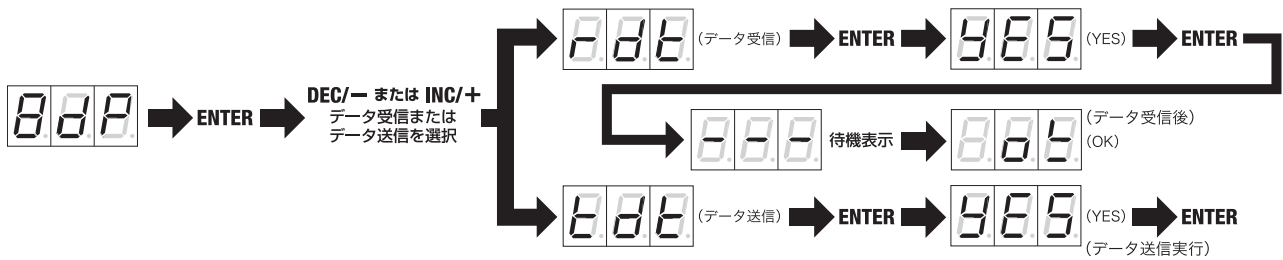 rdt (データ受信) ENTER YES (YES) ENTER
8dP ENTER DEC/− または INC/+
データ受信または
データ送信を選択
--- 待機表示 ot (データ受信後)
(OK)
tdt (データ送信) ENTER YES (YES) ENTER
(データ送信実行)